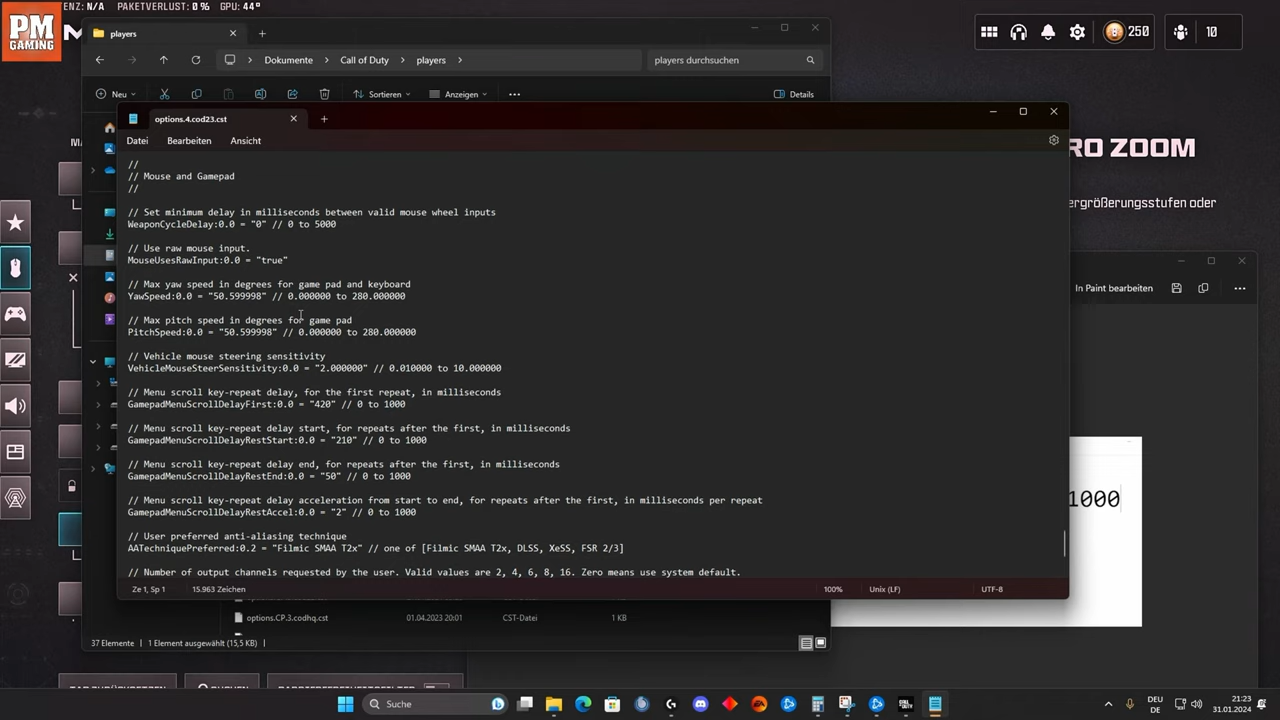 TENZ: N/A PAKETVERLUST: 0 % GPU: 44°
PM
GAMING
players
250
10
Dokumente
Call of Duty
players
players durchsuchen
Neu
Sortieren
Anzeigen
Details
options.4.cod23.cst
Datei
Bearbeiten
Ansicht
RO ZOOM
ergrößerungsstufen oder
//
// Mouse and Gamepad
//
// Set minimum delay in milliseconds between valid mouse wheel inputs
WeaponCycleDelay:0.0 = "0" // 0 to 5000
// Use raw mouse input.
MouseUsesRawInput:0.0 = "true"
// Max yaw speed in degrees for game pad and keyboard
YawSpeed:0.0 = "50.599998" // 0.000000 to 280.000000
// Max pitch speed in degrees for game pad
PitchSpeed:0.0 = "50.599998" // 0.000000 to 280.000000
// Vehicle mouse steering sensitivity
VehicleMouseSteerSensitivity:0.0 = "2.000000" // 0.010000 to 10.000000
// Menu scroll key-repeat delay, for the first repeat, in milliseconds
GamepadMenuScrollDelayFirst:0.0 = "420" // 0 to 1000
// Menu scroll key-repeat delay start, for repeats after the first, in milliseconds
GamepadMenuScrollDelayRestStart:0.0 = "210" // 0 to 1000
// Menu scroll key-repeat delay end, for repeats after the first, in milliseconds
GamepadMenuScrollDelayRestEnd:0.0 = "50" // 0 to 1000
// Menu scroll key-repeat delay acceleration from start to end, for repeats after the first, in milliseconds per repeat
GamepadMenuScrollDelayRestAccel:0.0 = "2" // 0 to 1000
// User preferred anti-aliasing technique
AATechniquePreferred:0.2 = "Filmic SMAA T2x" // one of [Filmic SMAA T2x, DLSS, XeSS, FSR 2/3]
// Number of output channels requested by the user. Valid values are 2, 4, 6, 8, 16. Zero means use system default.
Ze 1, Sp 1
15.963 Zeichen
100%
Unix (LF)
UTF-8
In Paint bearbeiten
1000
options.CP.3.codhq.cst
01.04.2023 20:01
CST-Datei
1 KB
37 Elemente
1 Element ausgewählt (15,5 KB)
Suche
DEU
DE
21:23
31.01.2024